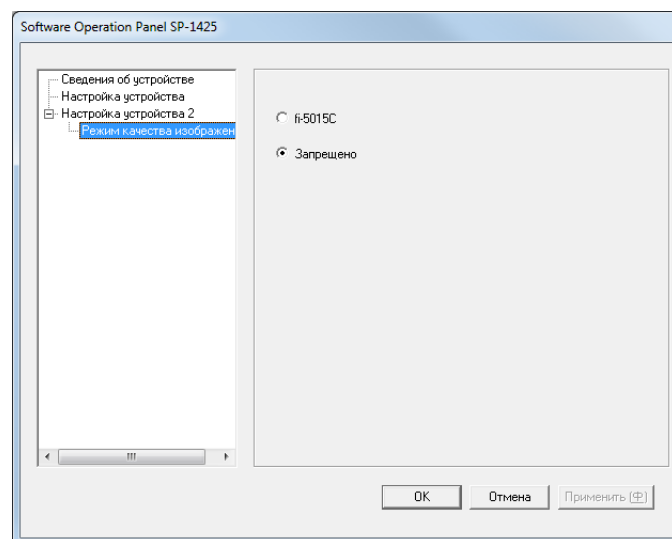 Software Operation Panel SP-1425
Сведения об устройстве
Настройка устройства
Настройка устройства 2
Режим качества изображен
fi-5015C
Запрещено
OK
Отмена
Применить (Ф)